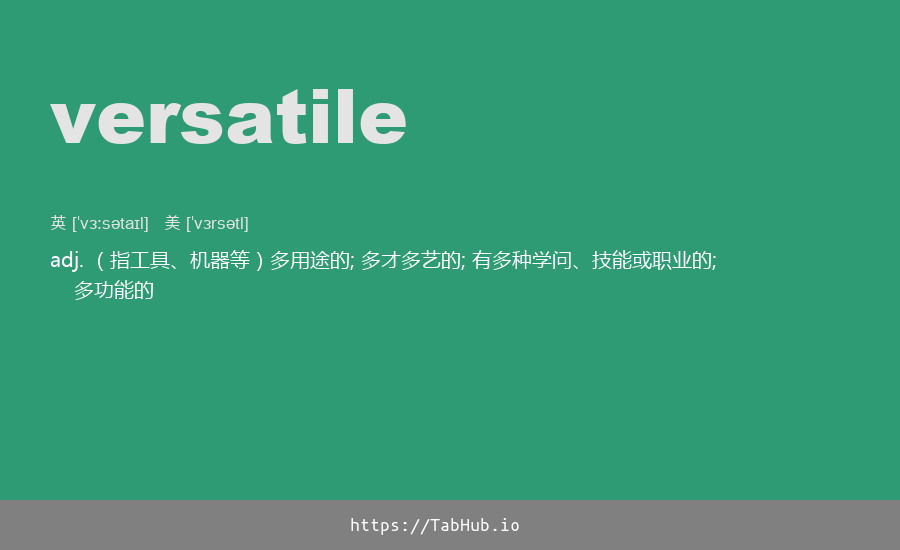 versatile
英 [ˈvɜːsətaɪl] 美 [ˈvɜrsətl]
adj. （指工具、机器等）多用途的; 多才多艺的; 有多种学问、技能或职业的;
多功能的
https://TabHub.io